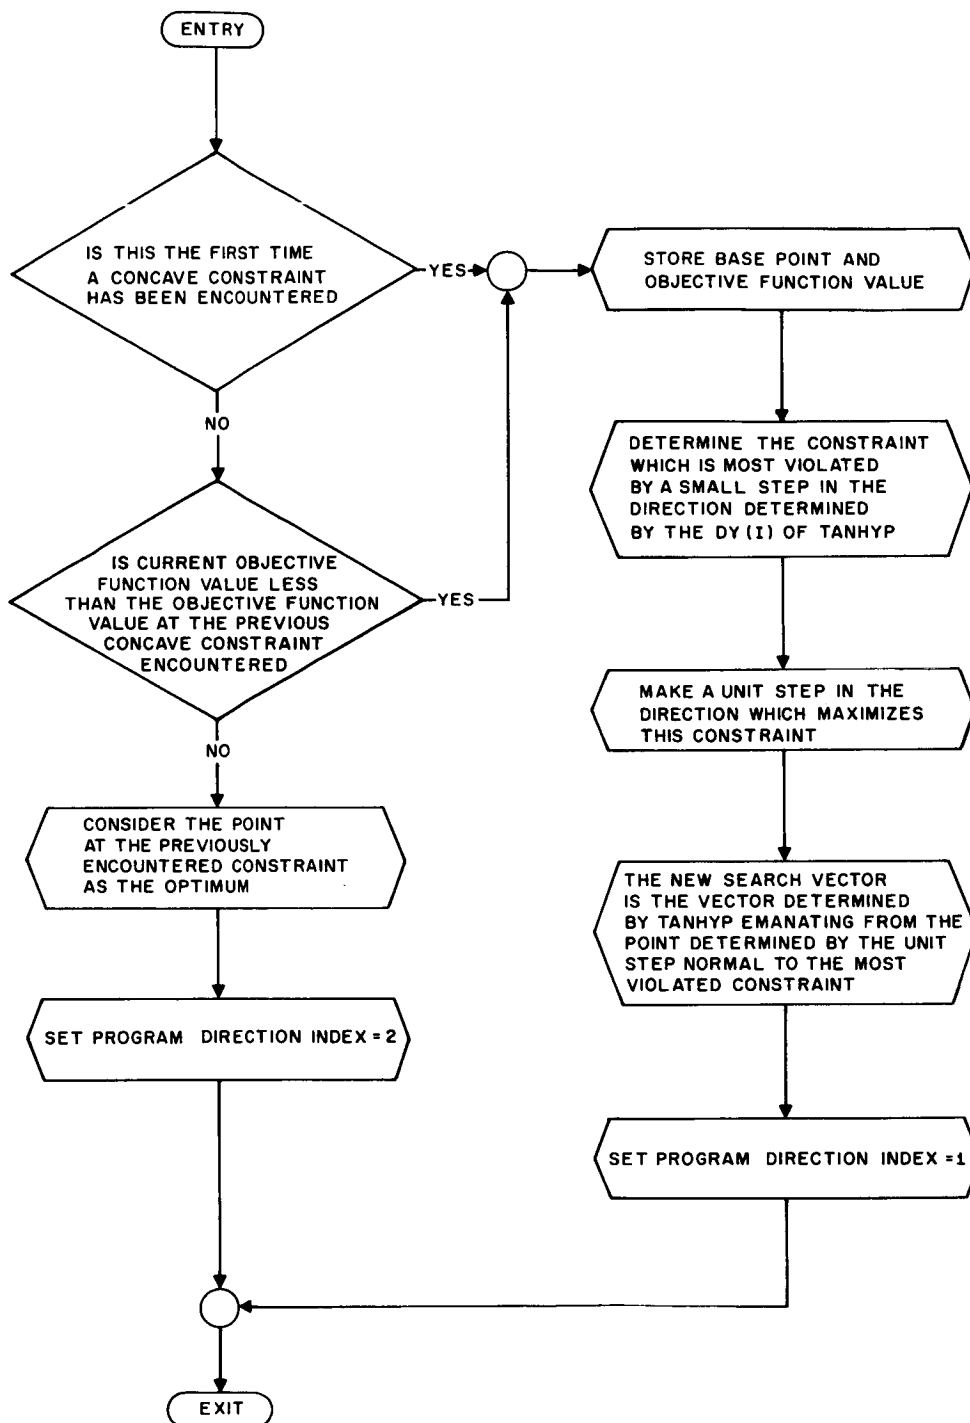 ENTRY
IS THIS THE FIRST TIME
A CONCAVE CONSTRAINT
HAS BEEN ENCOUNTERED
YES
NO
IS CURRENT OBJECTIVE
FUNCTION VALUE LESS
THAN THE OBJECTIVE FUNCTION
VALUE AT THE PREVIOUS
CONCAVE CONSTRAINT
ENCOUNTERED
YES
NO
CONSIDER THE POINT
AT THE PREVIOUSLY
ENCOUNTERED CONSTRAINT
AS THE OPTIMUM
SET PROGRAM DIRECTION INDEX = 2
STORE BASE POINT AND
OBJECTIVE FUNCTION VALUE
DETERMINE THE CONSTRAINT
WHICH IS MOST VIOLATED
BY A SMALL STEP IN THE
DIRECTION DETERMINED
BY THE DY (I) OF TANHYP
MAKE A UNIT STEP IN THE
DIRECTION WHICH MAXIMIZES
THIS CONSTRAINT
THE NEW SEARCH VECTOR
IS THE VECTOR DETERMINED
BY TANHYP EMANATING FROM THE
POINT DETERMINED BY THE UNIT
STEP NORMAL TO THE MOST
VIOLATED CONSTRAINT
SET PROGRAM DIRECTION INDEX =1
EXIT